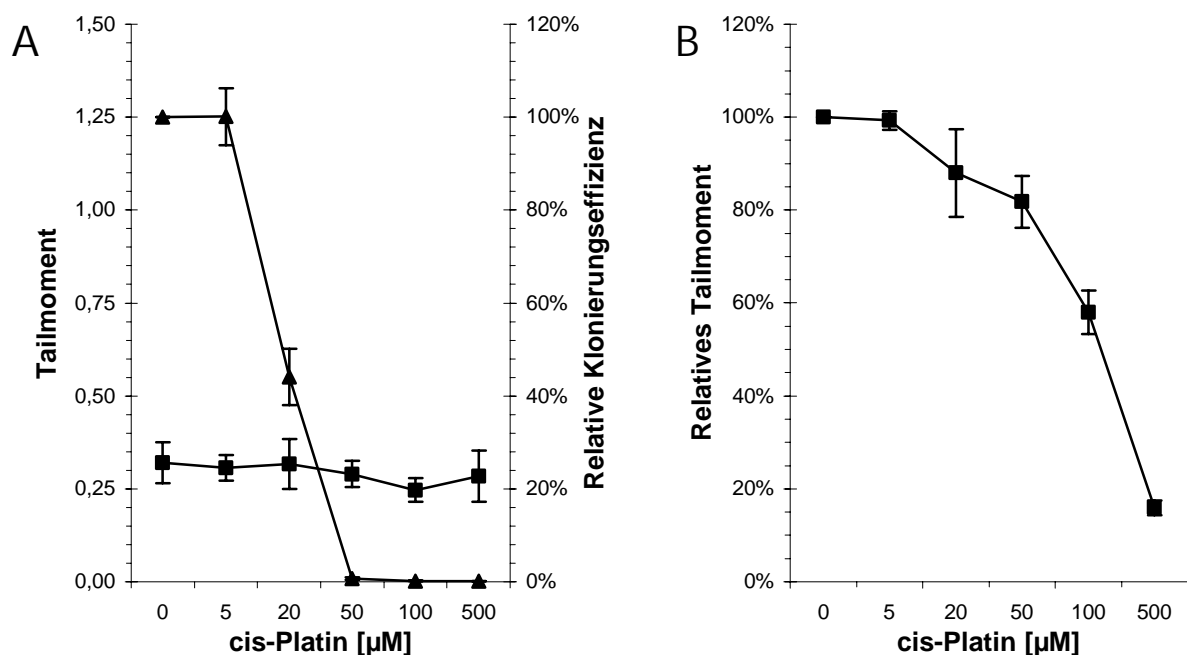 A
Tailmoment
1,50
1,25
1,00
0,75
0,50
0,25
0,00
120%
100%
80%
60%
40%
20%
0%
Relative Klonierungseffizienz
0 5 20 50 100 500
cis-Platin [µM]
B
Relatives Tailmoment
120%
100%
80%
60%
40%
20%
0%
0 5 20 50 100 500
cis-Platin [µM]